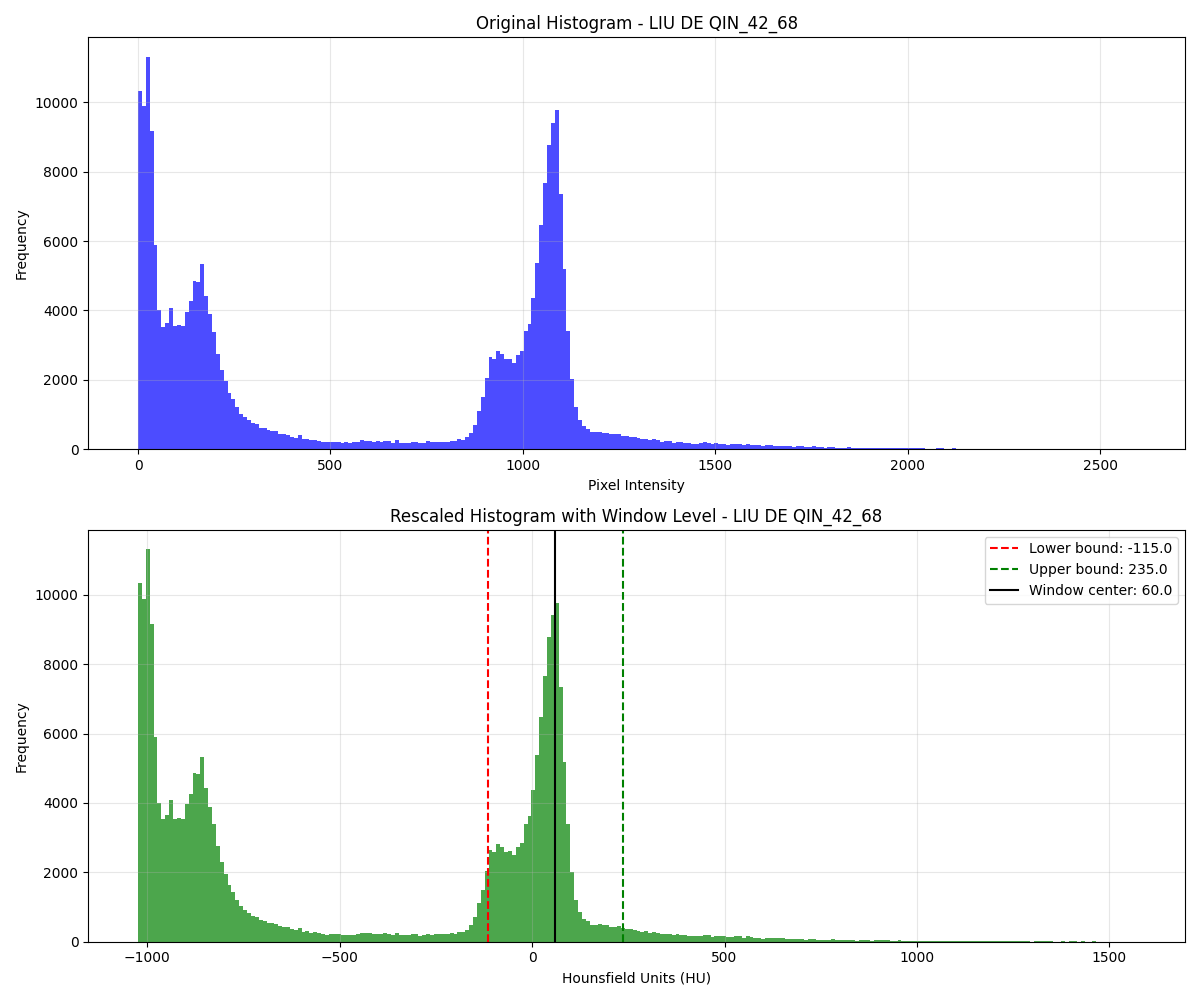 Original Histogram - LIU DE QIN_42_68
Frequency
10000
8000
6000
4000
2000
0
0 500 1000 1500 2000 2500
Pixel Intensity
Rescaled Histogram with Window Level - LIU DE QIN_42_68
Lower bound: -115.0
Upper bound: 235.0
Window center: 60.0
Frequency
10000
8000
6000
4000
2000
0
−1000 −500 0 500 1000 1500
Hounsfield Units (HU)